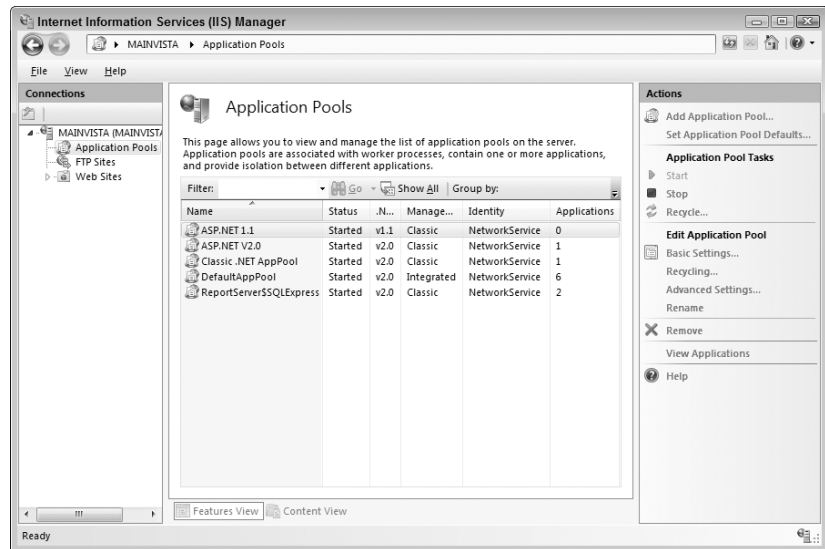 Internet Information Services (IIS) Manager
MAINVISTA Application Pools
File View Help
Connections
MAINVISTA (MAINVISTA
Application Pools
FTP Sites
Web Sites
Application Pools
This page allows you to view and manage the list of application pools on the server.
Application pools are associated with worker processes, contain one or more applications,
and provide isolation between different applications.
Filter: Go Show All Group by:
Name Status .N... Manage... Identity Applications
ASP.NET 1.1 Started v1.1 Classic NetworkService 0
ASP.NET V2.0 Started v2.0 Classic NetworkService 1
Classic .NET AppPool Started v2.0 Classic NetworkService 1
DefaultAppPool Started v2.0 Integrated NetworkService 6
ReportServer$SQLExpress Started v2.0 Classic NetworkService 2
Features View Content View
Actions
Add Application Pool...
Set Application Pool Defaults...
Application Pool Tasks
Start
Stop
Recycle...
Edit Application Pool
Basic Settings...
Recycling...
Advanced Settings...
Rename
Remove
View Applications
Help
Ready